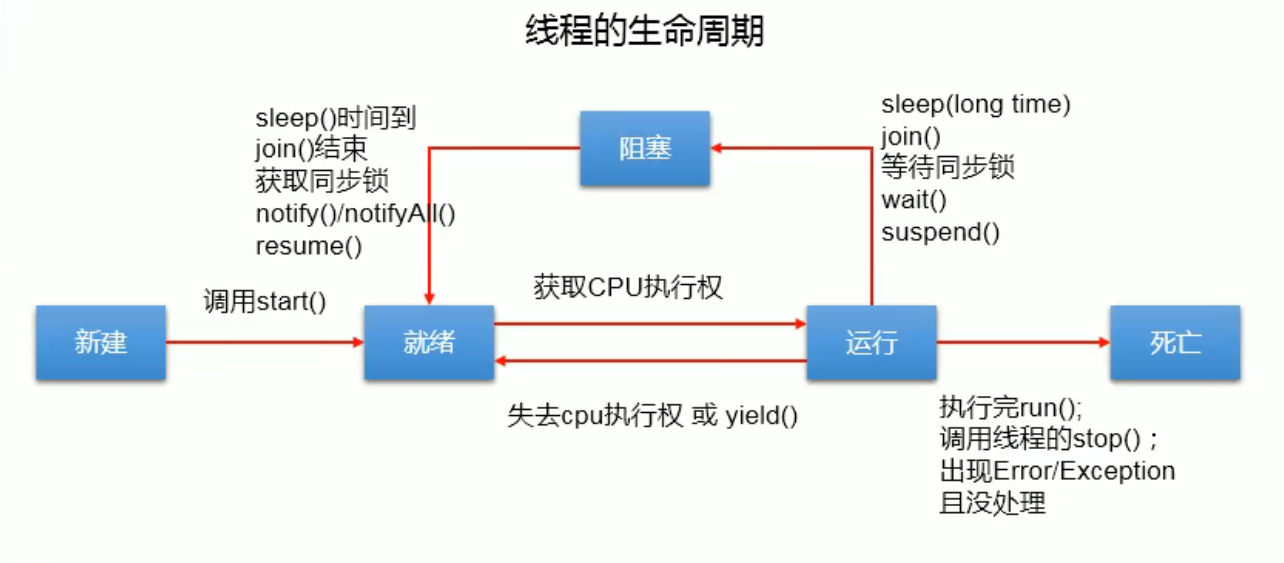 线程的生命周期
sleep()时间到
join()结束
获取同步锁
notify()/notifyAll()
resume()
阻塞
sleep(long time)
join()
等待同步锁
wait()
suspend()
新建
调用start()
就绪
获取CPU执行权
失去cpu执行权 或 yield()
运行
死亡
执行完run();
调用线程的stop()；
出现Error/Exception
且没处理